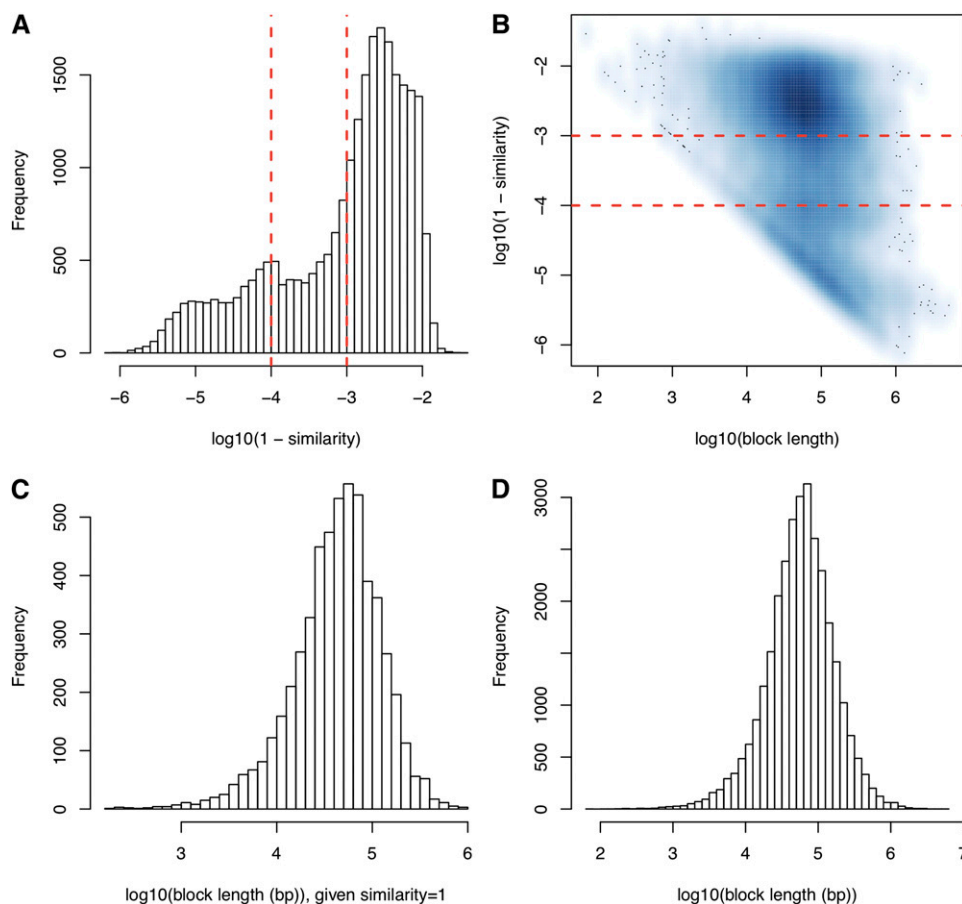 A
Frequency
0 500 1000 1500
−6 −5 −4 −3 −2
log10(1 − similarity)
B
log10(1 − similarity)
−2
−3
−4
−5
−6
2 3 4 5 6
log10(block length)
C
Frequency
0 100 200 300 400 500
3 4 5 6
log10(block length (bp)), given similarity=1
D
Frequency
0 500 1000 2000 3000
2 3 4 5 6 7
log10(block length (bp))